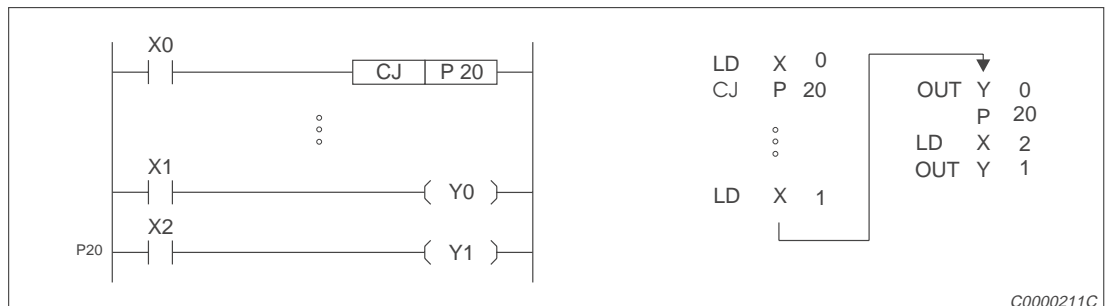 X0
CJ P 20
X1
Y0
X2
P20
Y1
LD X 0
CJ P 20
LD X 1
OUT Y 0
P 20
LD X 2
OUT Y 1
C0000211C